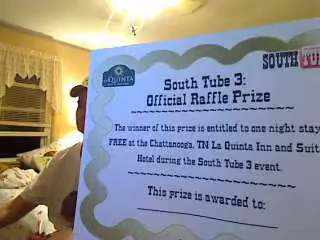 LA
QUINTA
SOUTH TUBE
South Tube 3:
Official Raffle Prize
The winner of this prize is entitled to one night stay
FREE at the Chattanooga, TN La Quinta Inn and Suit
Hotel during the South Tube 3 event.
This prize is awarded to: